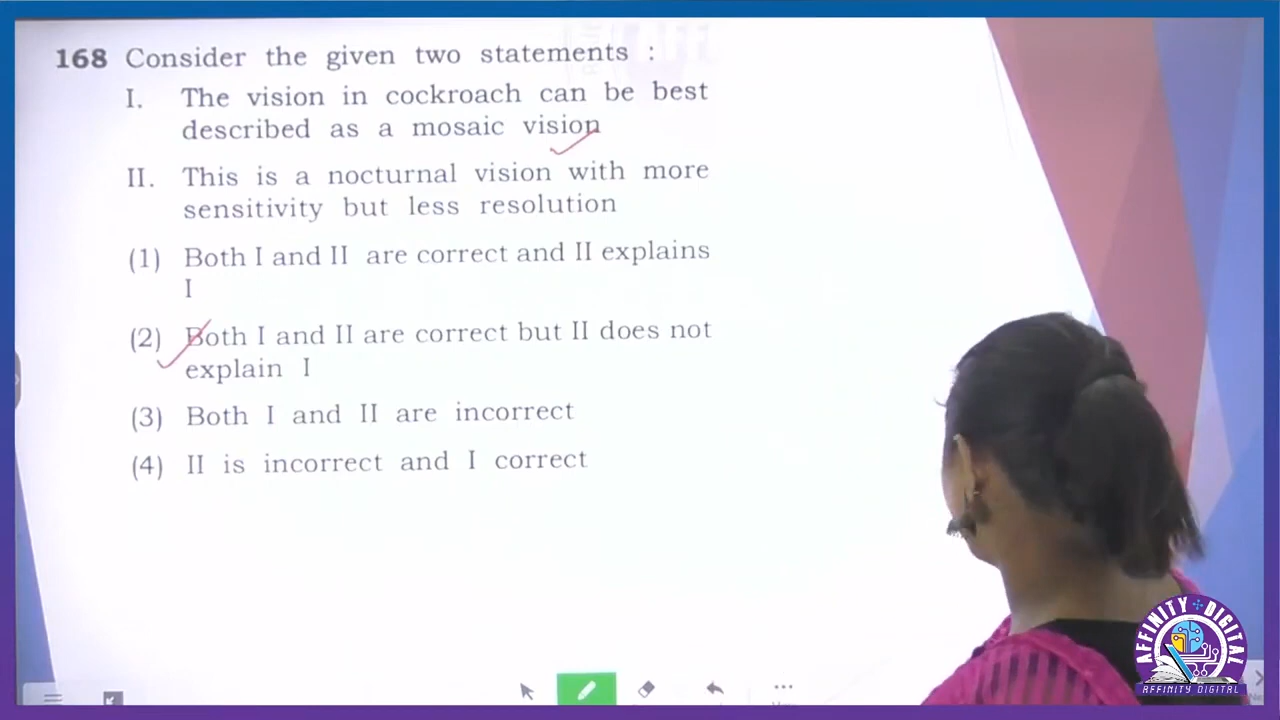 168 Consider the given two statements :
I. The vision in cockroach can be best
described as a mosaic vision
II. This is a nocturnal vision with more
sensitivity but less resolution
(1) Both I and II are correct and II explains
I
(2) Both I and II are correct but II does not
explain I
(3) Both I and II are incorrect
(4) II is incorrect and I correct
AFFINITY DIGITAL
AFFINITY DIGITAL